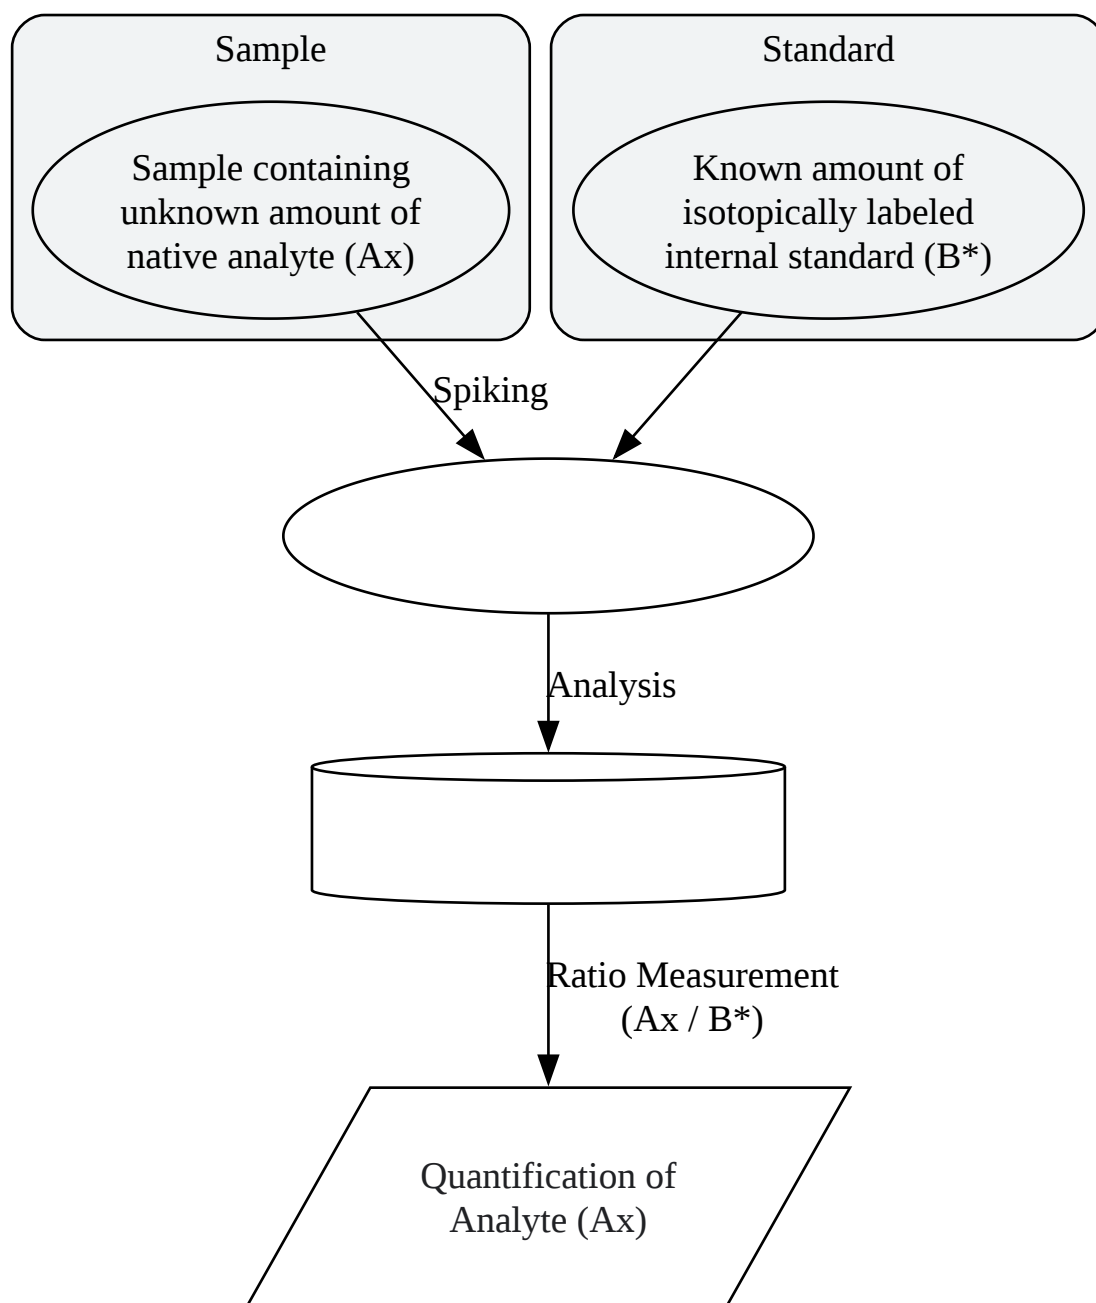 Sample
Standard
Sample containing
unknown amount of
native analyte (Ax)
Known amount of
isotopically labeled
internal standard (B*)
Spiking
Analysis
Ratio Measurement
(Ax / B*)
Quantification of
Analyte (Ax)